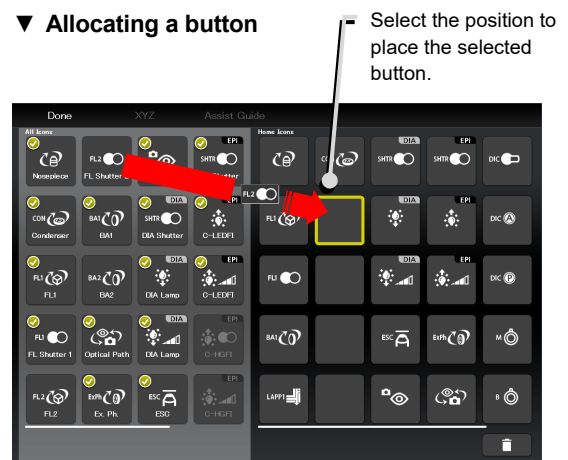 ▼ Allocating a button
Select the position to
place the selected
button.
Done XYZ Assist Guide
All Icons
Home Icons
EPI DIA EPI
FL2 SHTR CON SHTR SHTR DIC
Nosepiece FL Shutter
FL2
DIA EPI
CON BA1 SHTR FL1 DIC A
Condenser BA1 DIA Shutter C-LEDFI
DIA EPI DIA EPI
FL1 BA2 FL1 DIC P
FL1 BA2 DIA Lamp C-LEDFI
DIA EPI
FL1 BA1 ESC ExPh M
FL Shutter 1 Optical Path DIA Lamp C-HGFI
EPI
FL2 ExPh ESC LAPP1 B
FL2 Ex. Ph. ESC C-HGFI